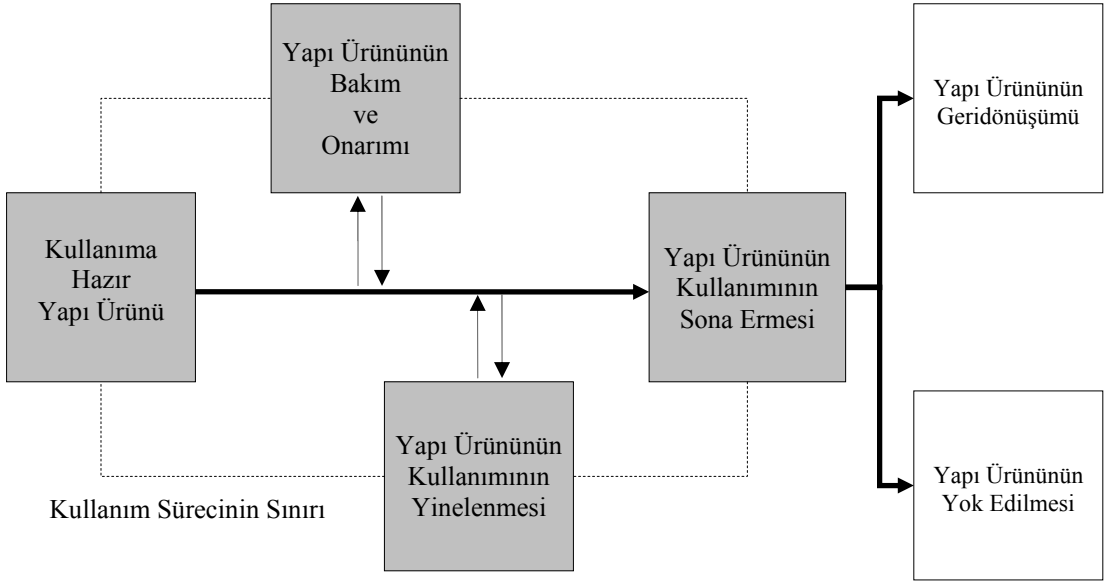 Yapı Ürününün
Bakım
ve
Onarımı
Yapı Ürününün
Geridönüşümü
Kullanıma
Hazır
Yapı Ürünü
Yapı Ürününün
Kullanımının
Sona Ermesi
Yapı Ürününün
Kullanımının
Yinelenmesi
Yapı Ürününün
Yok Edilmesi
Kullanım Sürecinin Sınırı